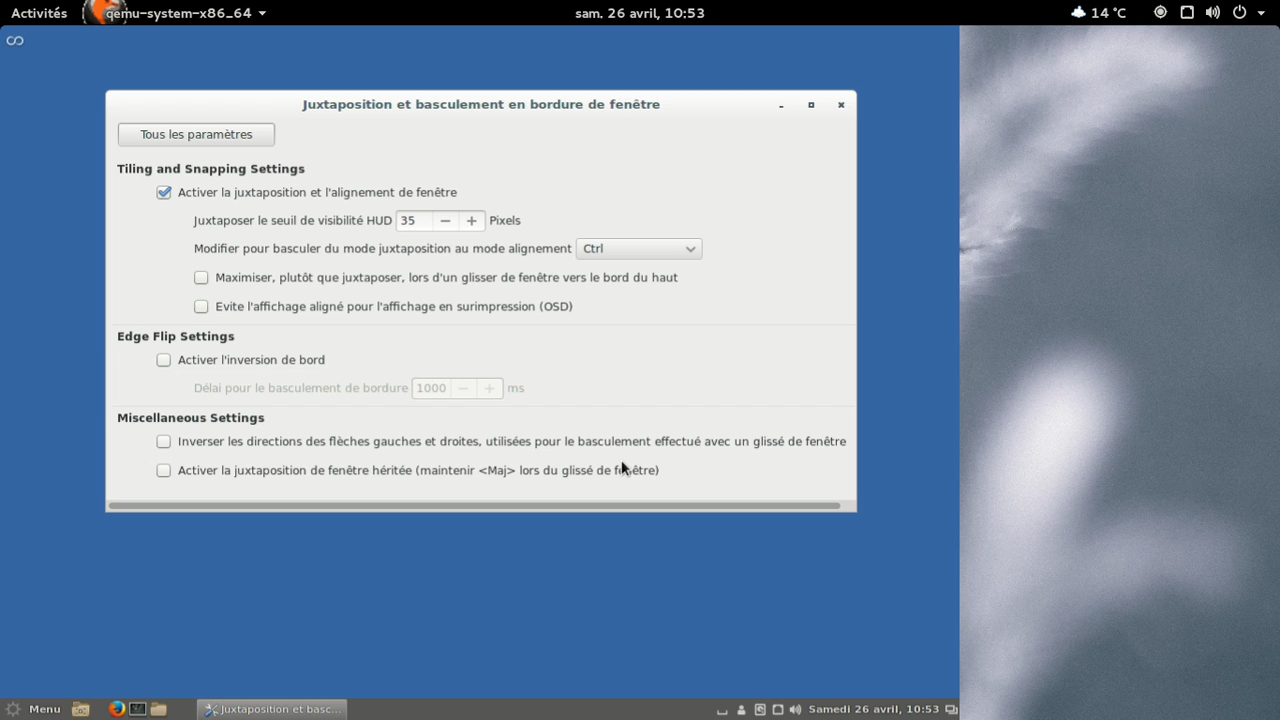 Activités qemu-system-x86_64 sam. 26 avril, 10:53 14 °C
Juxtaposition et basculement en bordure de fenêtre
Tous les paramètres
Tiling and Snapping Settings
Activer la juxtaposition et l'alignement de fenêtre
Juxtaposer le seuil de visibilité HUD 35 Pixels
Modifier pour basculer du mode juxtaposition au mode alignement Ctrl
Maximiser, plutôt que juxtaposer, lors d'un glisser de fenêtre vers le bord du haut
Evite l'affichage aligné pour l'affichage en surimpression (OSD)
Edge Flip Settings
Activer l'inversion de bord
Délai pour le basculement de bordure 1000 ms
Miscellaneous Settings
Inverser les directions des flèches gauches et droites, utilisées pour le basculement effectué avec un glissé de fenêtre
Activer la juxtaposition de fenêtre héritée (maintenir <Maj> lors du glissé de fenêtre)
Menu Juxtaposition et basc... Samedi 26 avril, 10:53